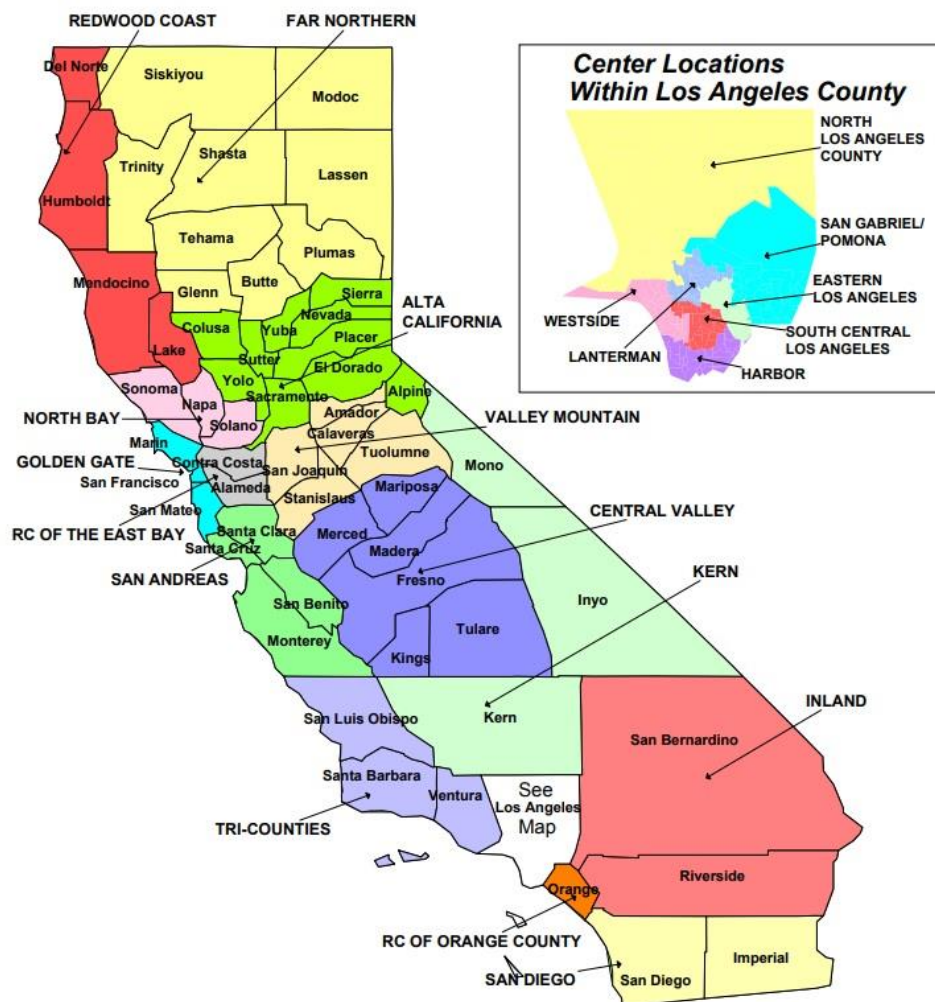 REDWOOD COAST
FAR NORTHERN
Del Norte
Siskiyou
Modoc
Trinity
Shasta
Lassen
Humboldt
Tehama
Plumas
Mendocino
Glenn
Butte
Sierra
Nevada
Colusa
Yuba
ALTA
CALIFORNIA
Placer
Lake
Sutter
El Dorado
Yolo
Sacramento
Alpine
Sonoma
Napa
Solano
Amador
NORTH BAY
Calaveras
VALLEY MOUNTAIN
Marin
Tuolumne
Mono
GOLDEN GATE
Contra Costa
San Joaquin
San Francisco
Alameda
Mariposa
Stanislaus
San Mateo
CENTRAL VALLEY
RC OF THE EAST BAY
Santa Clara
Merced
Madera
Santa Cruz
Fresno
KERN
SAN ANDREAS
San Benito
Inyo
Monterey
Tulare
Kings
INLAND
San Luis Obispo
Kern
San Bernardino
Santa Barbara
Ventura
See
Los Angeles
Map
TRI-COUNTIES
Orange
Riverside
RC OF ORANGE COUNTY
SAN DIEGO
San Diego
Imperial
Center Locations
Within Los Angeles County
NORTH
LOS ANGELES
COUNTY
SAN GABRIEL/
POMONA
EASTERN
LOS ANGELES
WESTSIDE
SOUTH CENTRAL
LOS ANGELES
LANTERMAN
HARBOR